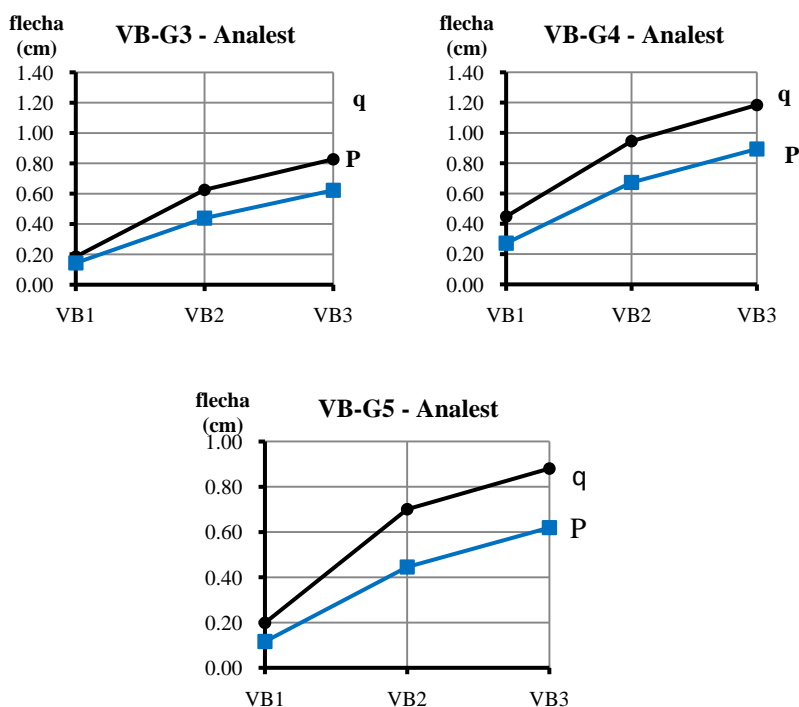 flecha
(cm)
VB-G3 - Analest
1.40
1.20
1.00
0.80
0.60
0.40
0.20
0.00
q
P
VB1 VB2 VB3
flecha
(cm)
VB-G4 - Analest
1.40
1.20
1.00
0.80
0.60
0.40
0.20
0.00
q
P
VB1 VB2 VB3
flecha
(cm)
VB-G5 - Analest
1.00
0.80
0.60
0.40
0.20
0.00
q
P
VB1 VB2 VB3